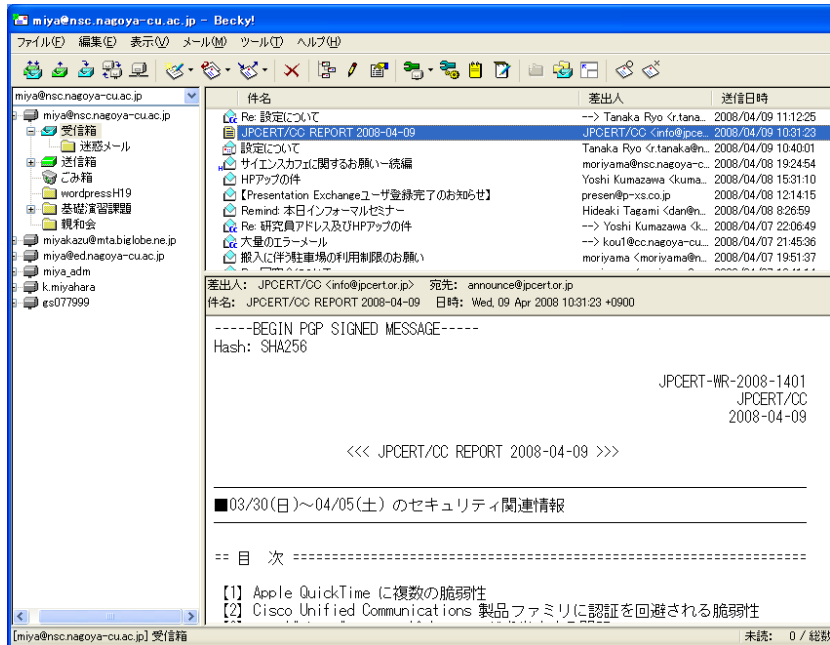 miya@nsc.nagoya-cu.ac.jp - Becky!
ファイル(F) 編集(E) 表示(V) メール(M) ツール(T) ヘルプ(H)
miya@nsc.nagoya-cu.ac.jp
miya@nsc.nagoya-cu.ac.jp
受信箱
迷惑メール
送信箱
ごみ箱
wordpressH19
基礎演習課題
親和会
miyakazu@mta.biglobe.ne.jp
miya@ed.nagoya-cu.ac.jp
miya_adm
k.miyahara
gs077999
件名 差出人 送信日時
Re: 設定について --> Tanaka Ryo <r.tana... 2008/04/09 11:12:25
JPCERT/CC REPORT 2008-04-09 JPCERT/CC <info@jpce... 2008/04/09 10:31:23
設定について Tanaka Ryo <r.tanaka@n... 2008/04/09 10:40:01
サイエンスカフェに関するお願い－続編 moriyama@nsc.nagoya-c... 2008/04/08 19:24:54
HPアップの件 Yoshi Kumazawa <kuma... 2008/04/08 15:31:10
【Presentation Exchangeユーザ登録完了のお知らせ】 presen@p-xs.co.jp 2008/04/08 12:14:15
Remind: 本日インフォーマルセミナー Hideaki Tagami <dan@n... 2008/04/08 8:26:59
Re: 研究員アドレス及びHPアップの件 --> Yoshi Kumazawa <k... 2008/04/07 22:06:49
大量のエラーメール --> kou1@cc.nagoya-cu... 2008/04/07 21:45:36
搬入に伴う駐車場の利用制限のお願い moriyama <moriyama@n... 2008/04/07 19:51:37
差出人: JPCERT/CC <info@jpcert.or.jp> 宛先: announce@jpcert.or.jp
件名: JPCERT/CC REPORT 2008-04-09 日時: Wed, 09 Apr 2008 10:31:23 +0900
-----BEGIN PGP SIGNED MESSAGE-----
Hash: SHA256
JPCERT-WR-2008-1401
JPCERT/CC
2008-04-09
<<< JPCERT/CC REPORT 2008-04-09 >>>
■03/30(日)～04/05(土) のセキュリティ関連情報
== 目 次 ======================================================================
【1】Apple QuickTime に複数の脆弱性
【2】Cisco Unified Communications 製品ファミリに認証を回避される脆弱性
[miya@nsc.nagoya-cu.ac.jp] 受信箱 未読: 0 / 総数